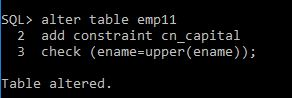 SQL> alter table emp11
2 add constraint cn_capital
3 check (ename=upper(ename));
Table altered.